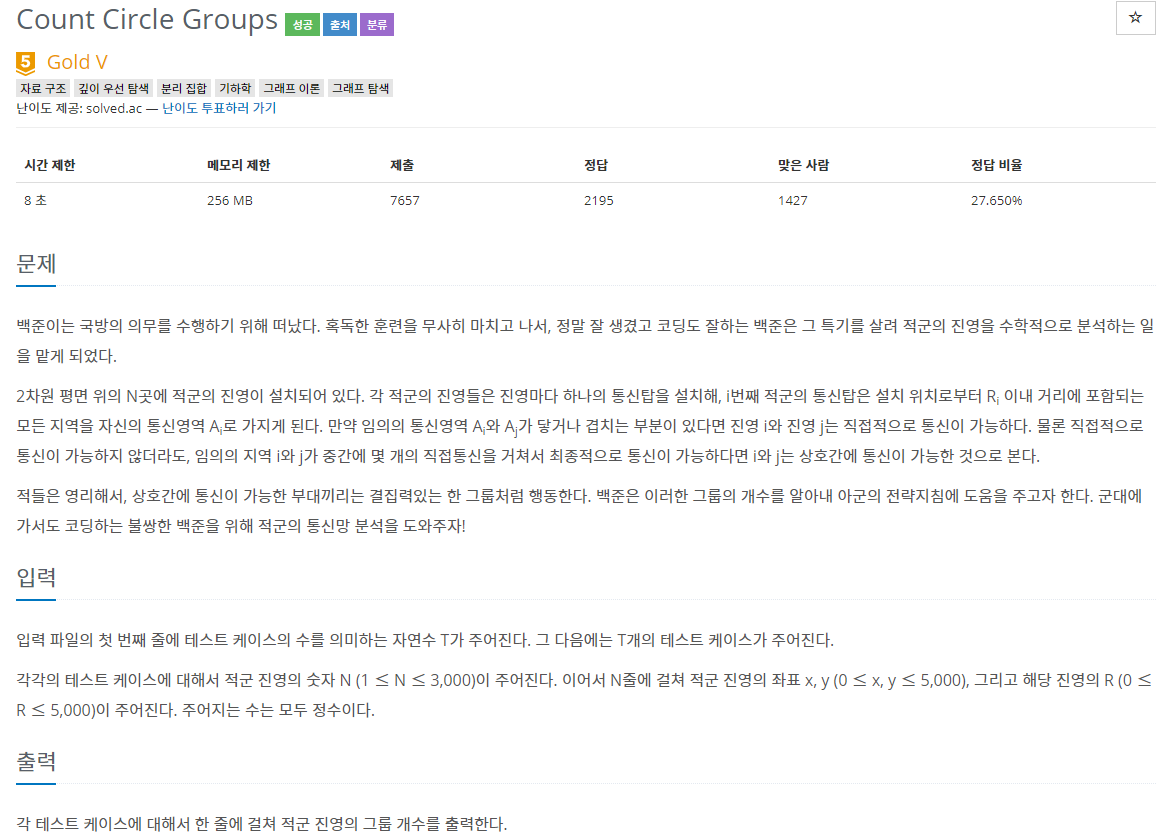 Count Circle Groups 성공 출처 분류
☆
5 Gold V
자료 구조 깊이 우선 탐색 분리 집합 기하학 그래프 이론 그래프 탐색
난이도 제공: solved.ac — 난이도 투표하러 가기
시간 제한 메모리 제한 제출 정답 맞은 사람 정답 비율
8 초 256 MB 7657 2195 1427 27.650%
문제
백준이는 국방의 의무를 수행하기 위해 떠났다. 혹독한 훈련을 무사히 마치고 나서, 정말 잘 생겼고 코딩도 잘하는 백준은 그 특기를 살려 적군의 진영을 수학적으로 분석하는 일
을 맡게 되었다.
2차원 평면 위의 N곳에 적군의 진영이 설치되어 있다. 각 적군의 진영들은 진영마다 하나의 통신탑을 설치해, i번째 적군의 통신탑은 설치 위치로부터 Ri 이내 거리에 포함되는
모든 지역을 자신의 통신영역 Ai로 가지게 된다. 만약 임의의 통신영역 Ai와 Aj가 닿거나 겹치는 부분이 있다면 진영 i와 진영 j는 직접적으로 통신이 가능하다. 물론 직접적으로
통신이 가능하지 않더라도, 임의의 지역 i와 j가 중간에 몇 개의 직접통신을 거쳐서 최종적으로 통신이 가능하다면 i와 j는 상호간에 통신이 가능한 것으로 본다.
적들은 영리해서, 상호간에 통신이 가능한 부대끼리는 결집력있는 한 그룹처럼 행동한다. 백준은 이러한 그룹의 개수를 알아내 아군의 전략지침에 도움을 주고자 한다. 군대에
가서도 코딩하는 불쌍한 백준을 위해 적군의 통신망 분석을 도와주자!
입력
입력 파일의 첫 번째 줄에 테스트 케이스의 수를 의미하는 자연수 T가 주어진다. 그 다음에는 T개의 테스트 케이스가 주어진다.
각각의 테스트 케이스에 대해서 적군 진영의 숫자 N (1 ≤ N ≤ 3,000)이 주어진다. 이어서 N줄에 걸쳐 적군 진영의 좌표 x, y (0 ≤ x, y ≤ 5,000), 그리고 해당 진영의 R (0 ≤
R ≤ 5,000)이 주어진다. 주어지는 수는 모두 정수이다.
출력
각 테스트 케이스에 대해서 한 줄에 걸쳐 적군 진영의 그룹 개수를 출력한다.